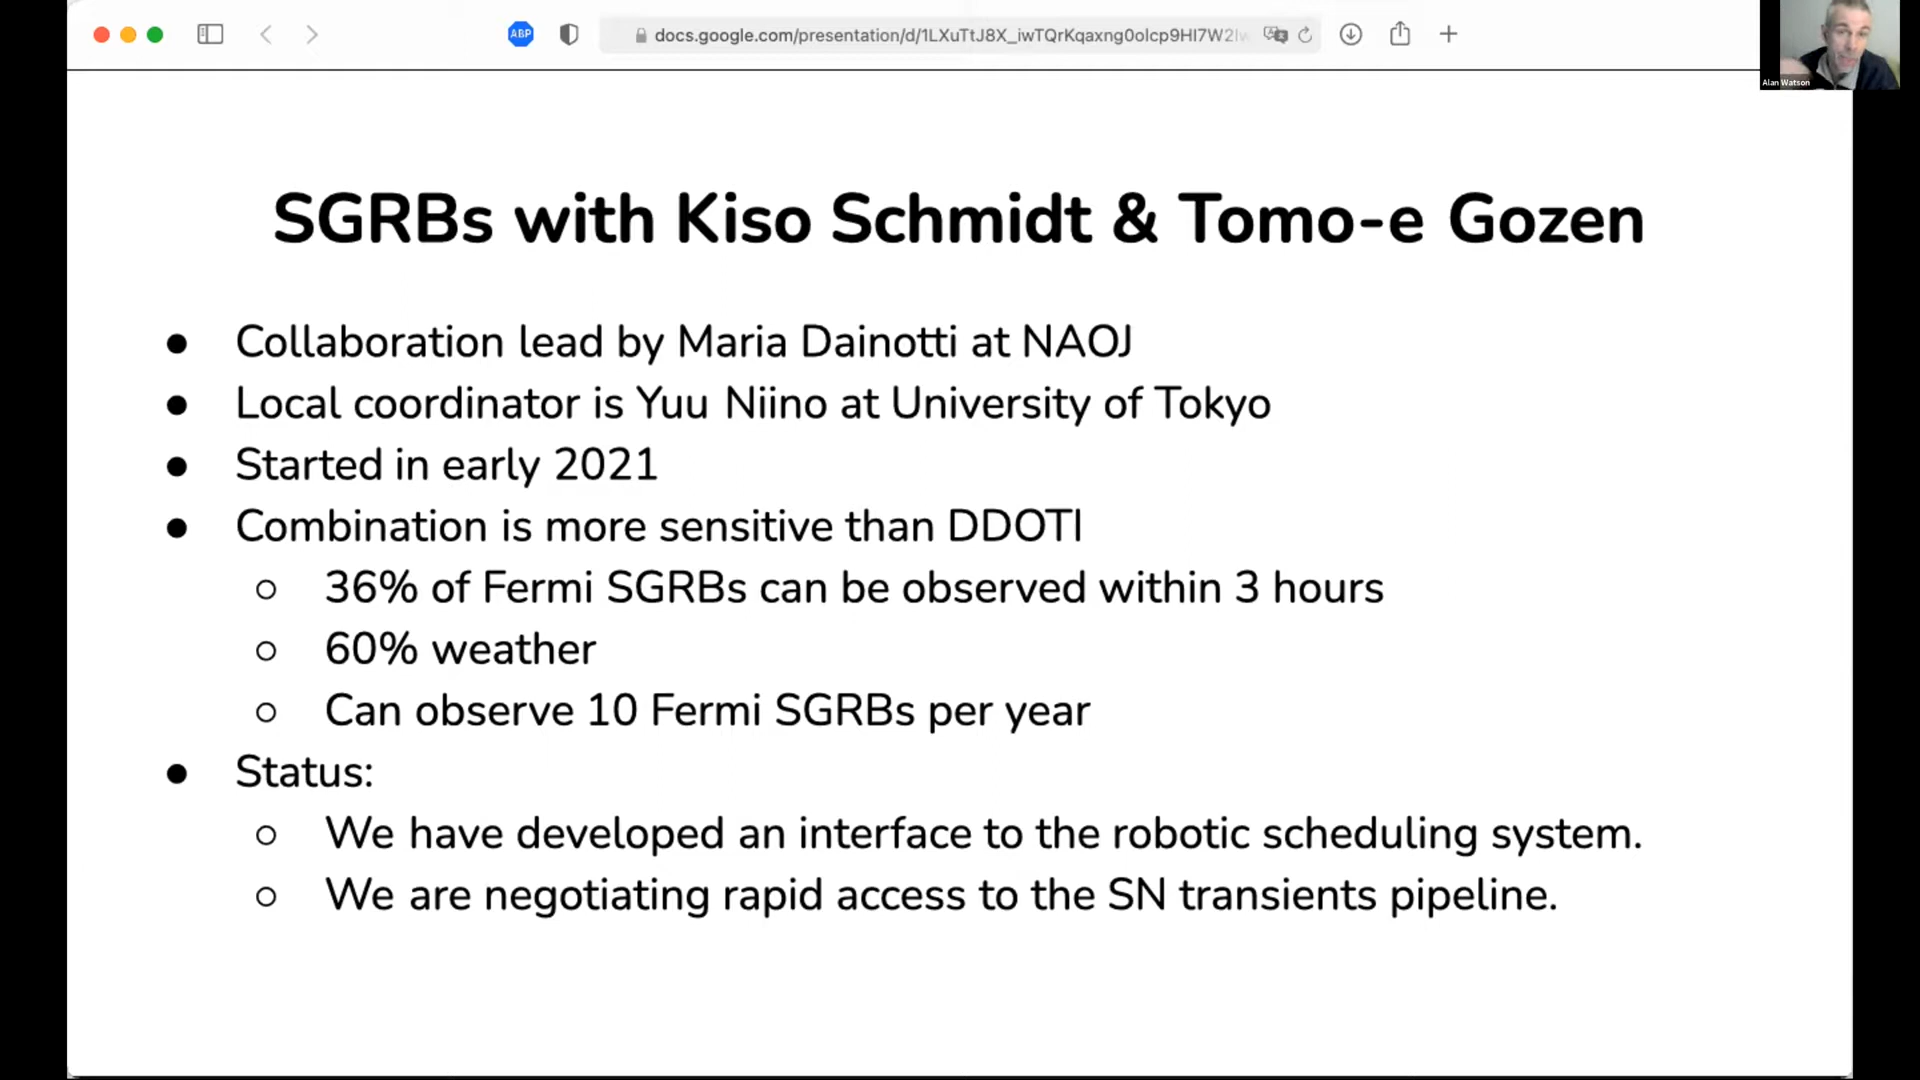 ABP
docs.google.com/presentation/d/1LXuTtJ8X_iwTQrKqaxng0olcp9HI7W2
Alan Watson
SGRBs with Kiso Schmidt & Tomo-e Gozen
● Collaboration lead by Maria Dainotti at NAOJ
● Local coordinator is Yuu Niino at University of Tokyo
● Started in early 2021
● Combination is more sensitive than DDOTI
○ 36% of Fermi SGRBs can be observed within 3 hours
○ 60% weather
○ Can observe 10 Fermi SGRBs per year
● Status:
○ We have developed an interface to the robotic scheduling system.
○ We are negotiating rapid access to the SN transients pipeline.